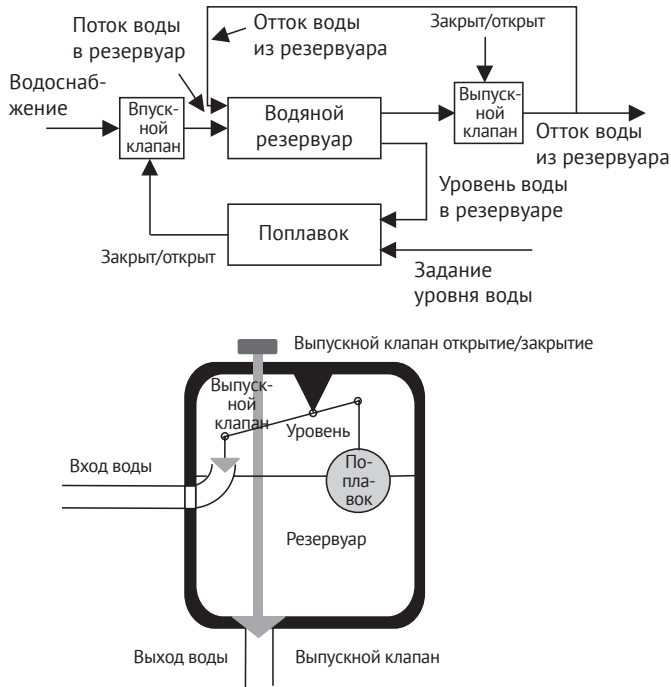 Поток воды
в резервуар
Отток воды
из резервуара
Закрыт/открыт
Водоснаб-
жение
Впуск-
ной
клапан
Водяной
резервуар
Выпуск-
ной
клапан
Отток воды
из резервуара
Уровень воды
в резервуаре
Поплавок
Закрыт/открыт
Задание
уровня воды
Выпускной клапан открытие/закрытие
Выпуск-
ной
клапан
Уровень
Вход воды
По-
пла-
вок
Резервуар
Выход воды
Выпускной клапан